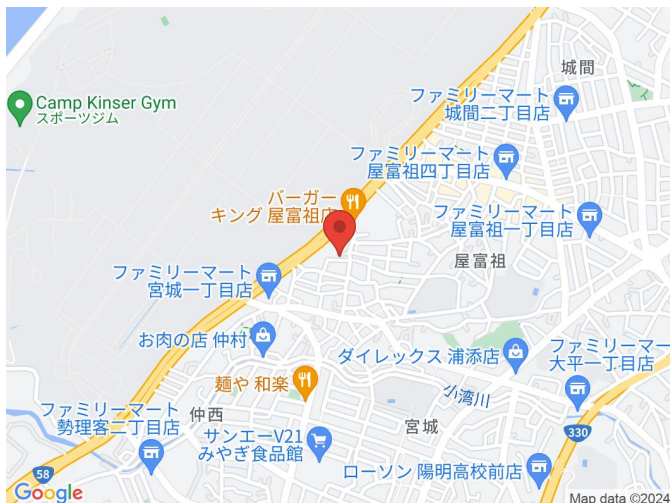 城間
Camp Kinser Gym
スポーツジム
ファミリーマート
城間二丁目店
ファミリーマート
屋富祖四丁目店
バーガー
キング 屋富祖店
ファミリーマート
屋富祖一丁目店
屋富祖
ファミリーマート
宮城一丁目店
お肉の店 仲村
ダイレックス 浦添店
ファミリーマー
大平一丁目店
麺や 和楽
小湾川
ファミリーマート
勢理客二丁目店
仲西
宮城
サンエーV21
みやぎ食品館
330
ローソン 陽明高校前店
58
Google
Map data ©2024